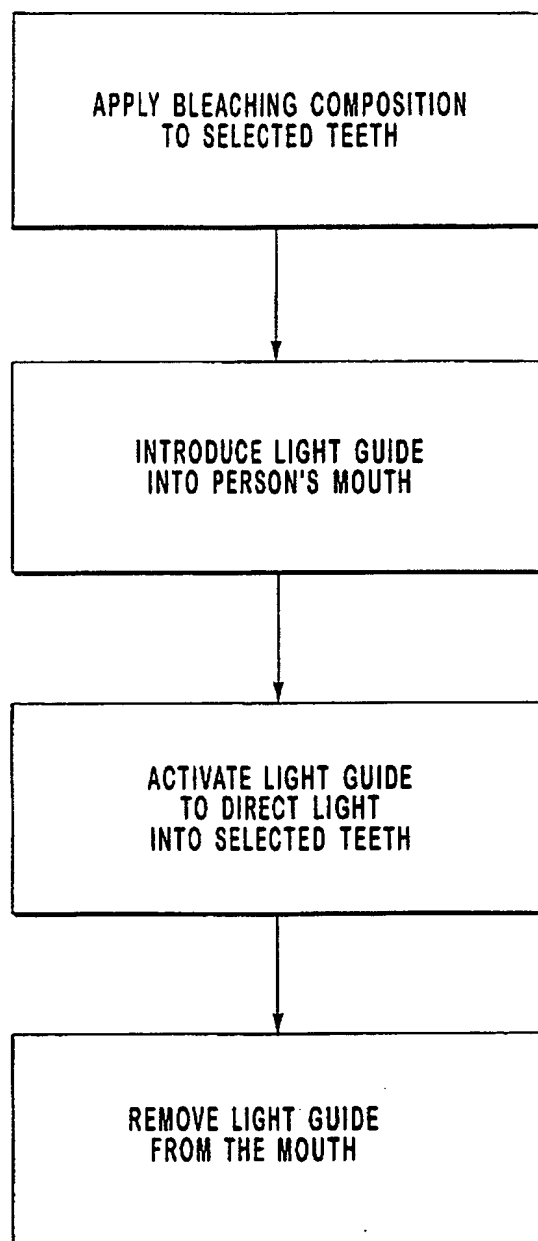 APPLY BLEACHING COMPOSITION
TO SELECTED TEETH
INTRODUCE LIGHT GUIDE
INTO PERSON'S MOUTH
ACTIVATE LIGHT GUIDE
TO DIRECT LIGHT
INTO SELECTED TEETH
REMOVE LIGHT GUIDE
FROM THE MOUTH